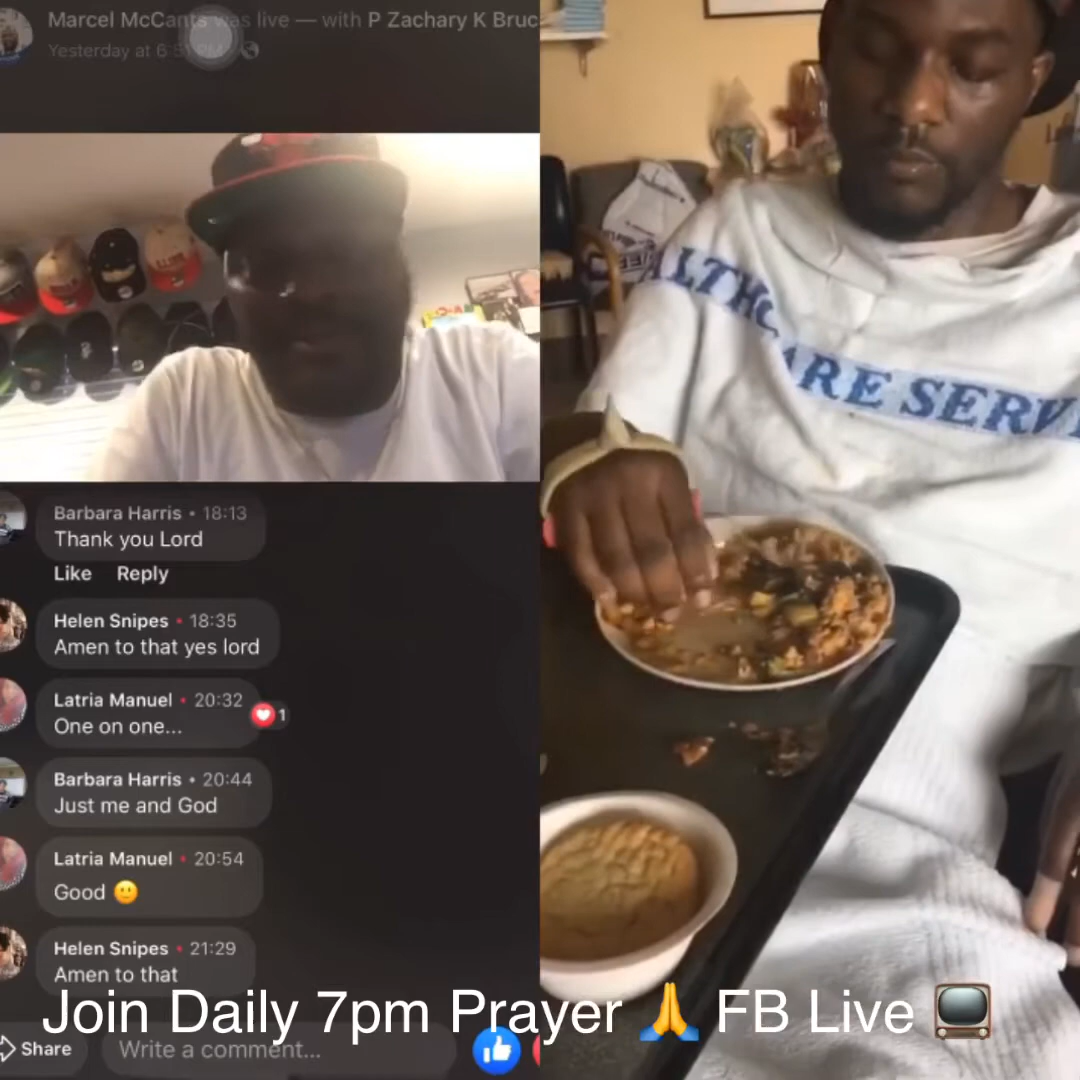 Marcel McCants was live — with P Zachary K Bruc
Yesterday at 6:51 PM
Barbara Harris • 18:13
Thank you Lord
Like Reply
Helen Snipes • 18:35
Amen to that yes lord
Latria Manuel • 20:32
One on one...
1
Barbara Harris • 20:44
Just me and God
Latria Manuel • 20:54
Good 🙂
Helen Snipes • 21:29
Amen to that
Share
Write a comment...
ALTHCARE SERV
Join Daily 7pm Prayer 🙏 FB Live 📺